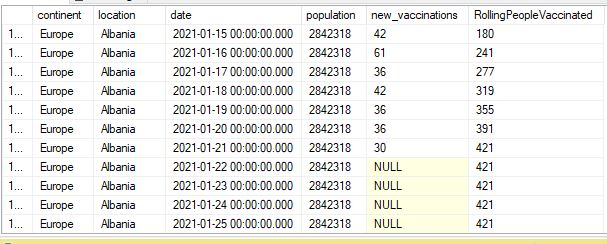 continent location date population new_vaccinations RollingPeopleVaccinated
1... Europe Albania 2021-01-15 00:00:00.000 2842318 42 180
1... Europe Albania 2021-01-16 00:00:00.000 2842318 61 241
1... Europe Albania 2021-01-17 00:00:00.000 2842318 36 277
1... Europe Albania 2021-01-18 00:00:00.000 2842318 42 319
1... Europe Albania 2021-01-19 00:00:00.000 2842318 36 355
1... Europe Albania 2021-01-20 00:00:00.000 2842318 36 391
1... Europe Albania 2021-01-21 00:00:00.000 2842318 30 421
1... Europe Albania 2021-01-22 00:00:00.000 2842318 NULL 421
1... Europe Albania 2021-01-23 00:00:00.000 2842318 NULL 421
1... Europe Albania 2021-01-24 00:00:00.000 2842318 NULL 421
1... Europe Albania 2021-01-25 00:00:00.000 2842318 NULL 421